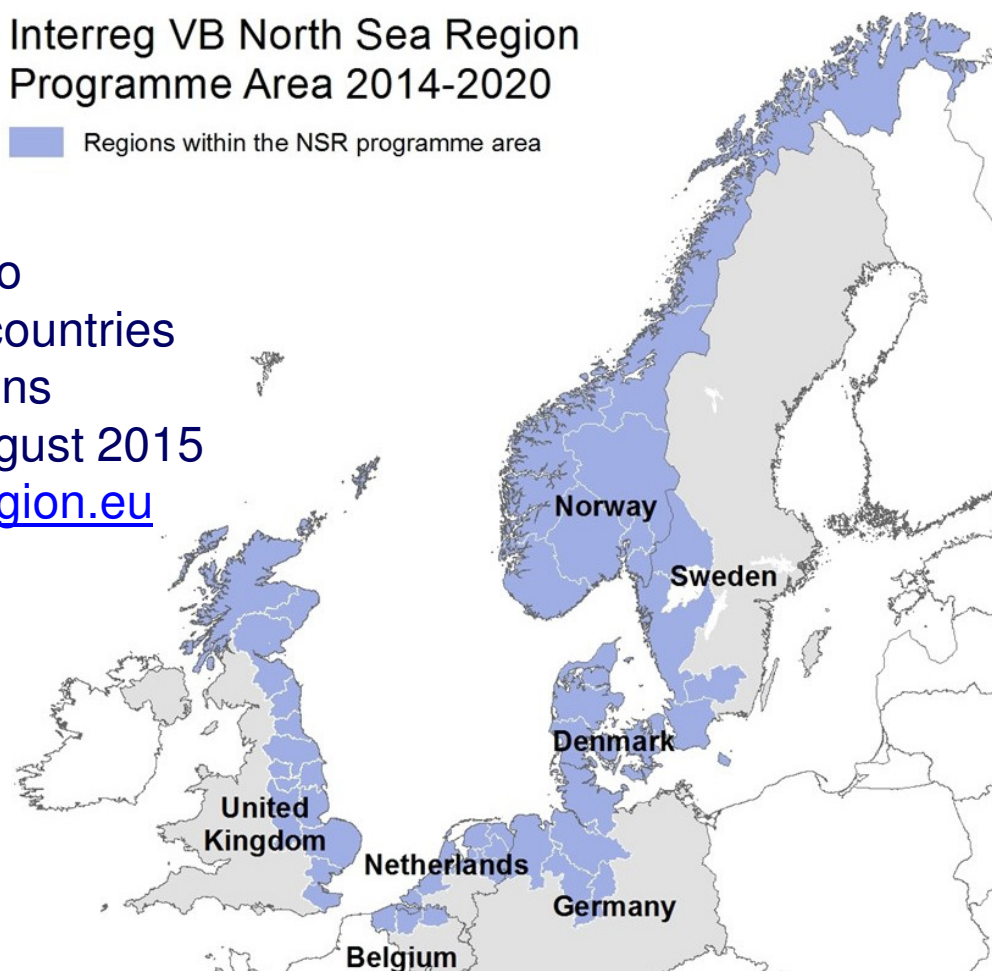 Interreg VB North Sea Region
Programme Area 2014-2020
Regions within the NSR programme area
o
countries
ns
gust 2015
gion.eu
Norway
Sweden
Denmark
United
Kingdom
Netherlands
Germany
Belgium